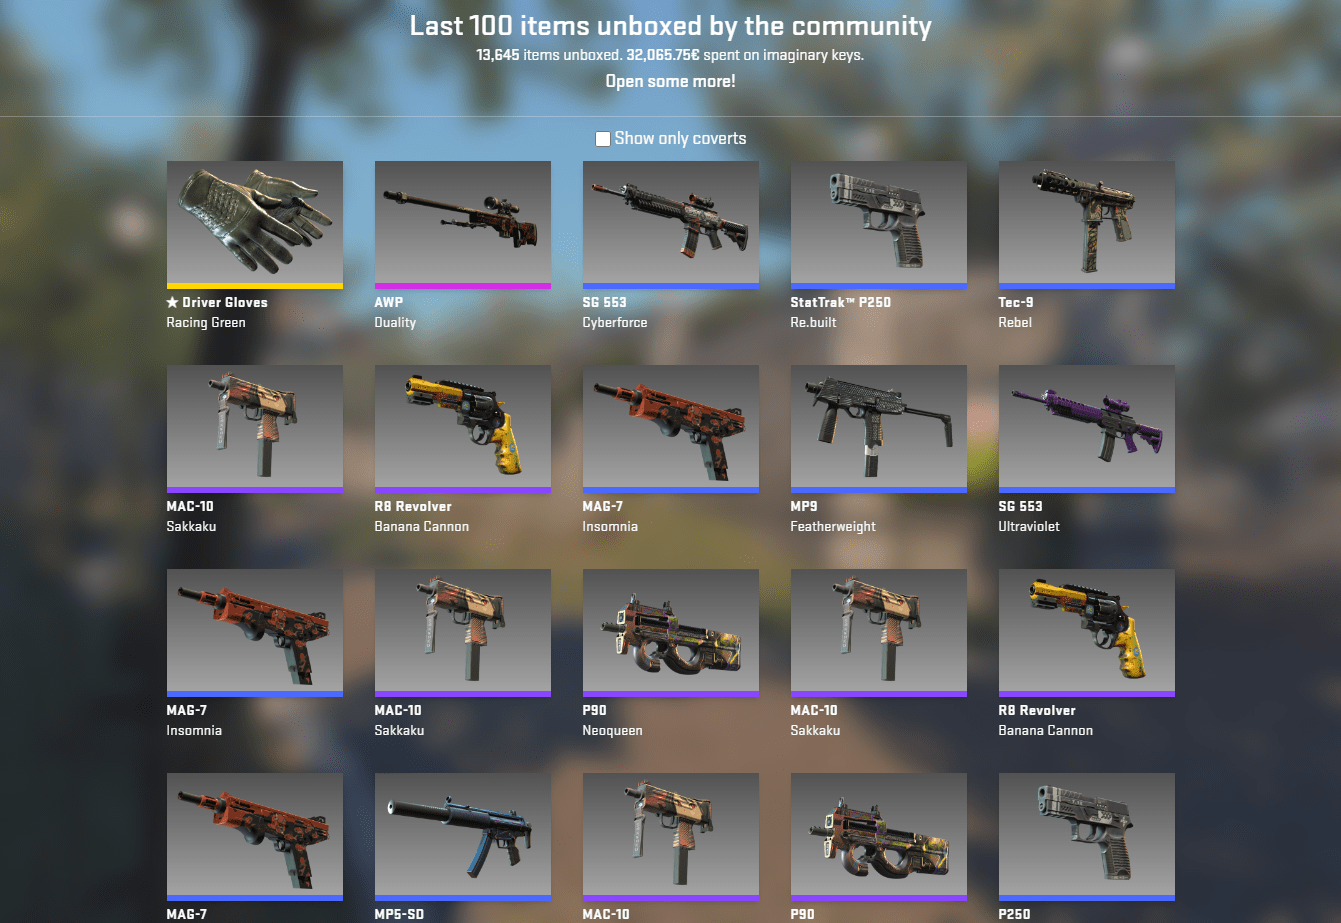 Last 100 items unboxed by the community
13,645 items unboxed. 32,065.75€ spent on imaginary keys.
Open some more!
Show only coverts
★ Driver Gloves
Racing Green
AWP
Duality
SG 553
Cyberforce
StatTrak™ P250
Re.built
Tec-9
Rebel
MAC-10
Sakkaku
R8 Revolver
Banana Cannon
MAG-7
Insomnia
MP9
Featherweight
SG 553
Ultraviolet
MAG-7
Insomnia
MAC-10
Sakkaku
P90
Neoqueen
MAC-10
Sakkaku
R8 Revolver
Banana Cannon
MAG-7
MP5-SD
MAC-10
P90
P250